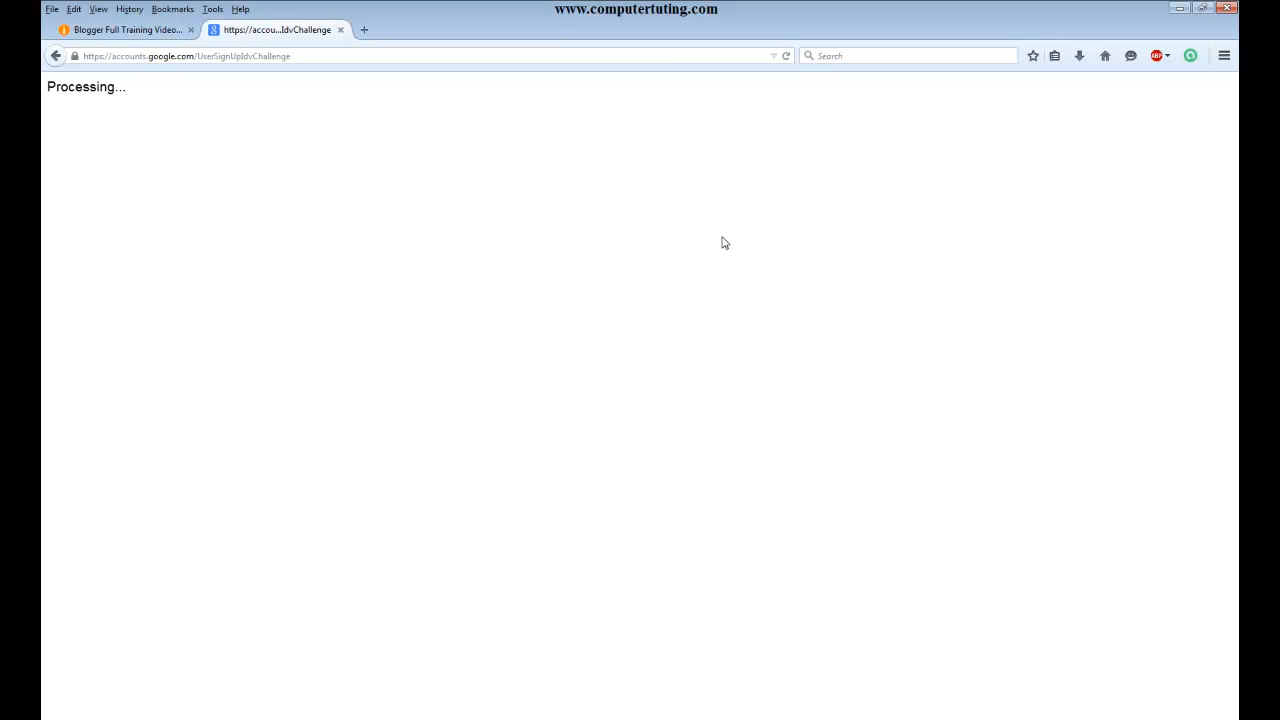 File Edit View History Bookmarks Tools Help
www.computertuting.com
Blogger Full Training Video...
https://accou...IdvChallenge
https://accounts.google.com/UserSignUpIdvChallenge
Search
ABP
Processing...